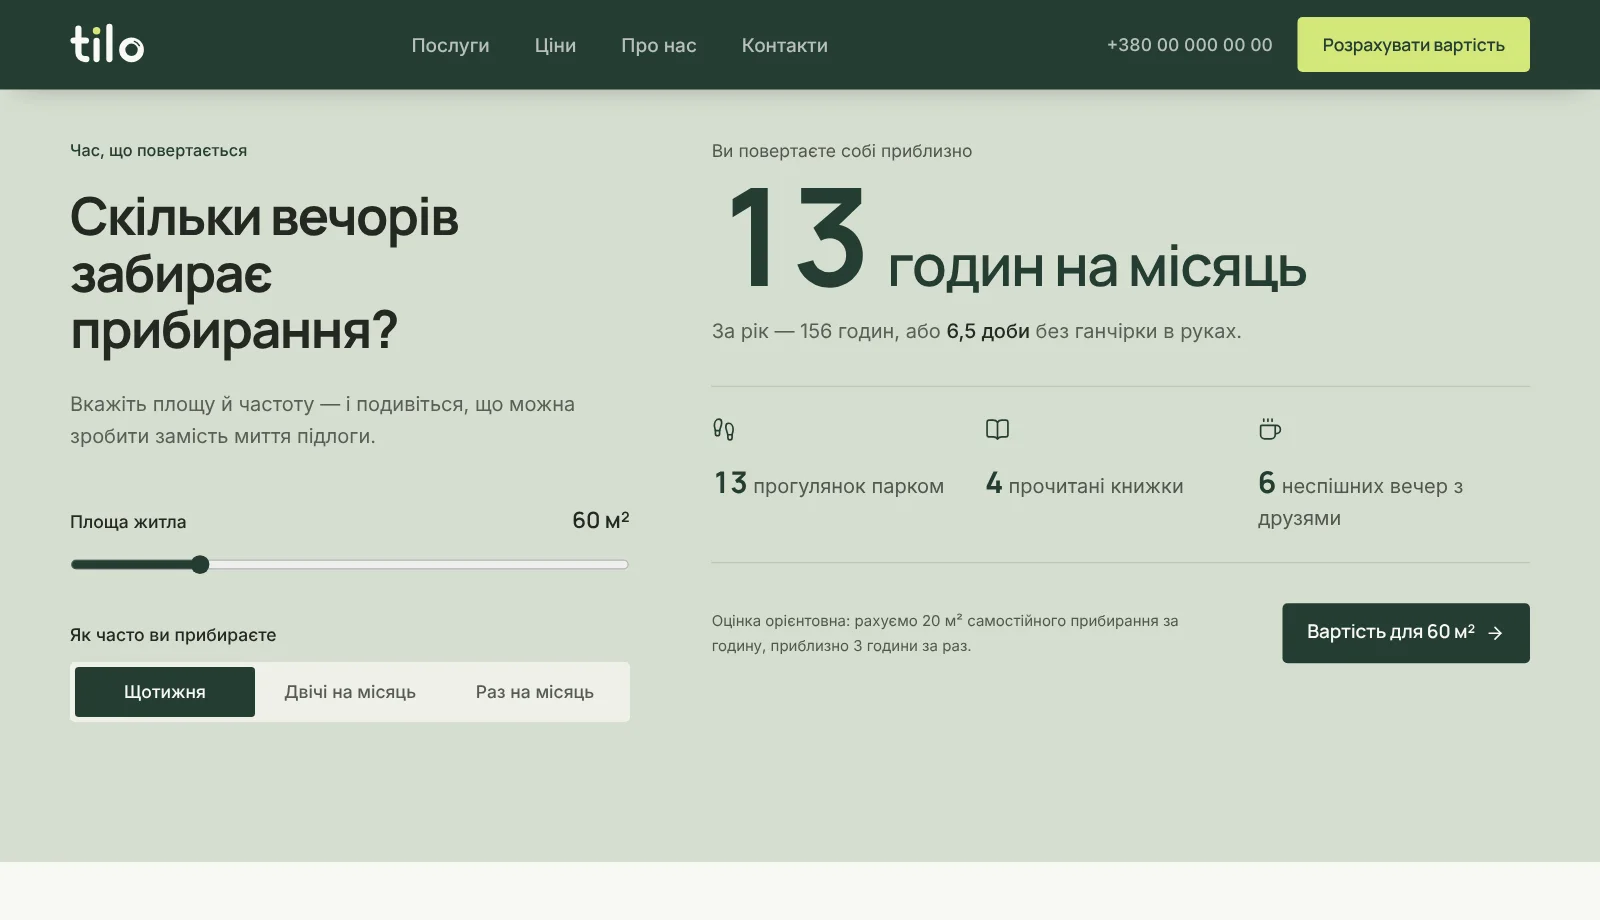 tilo
Послуги
Ціни
Про нас
Контакти
+380 00 000 00 00
Розрахувати вартість
Час, що повертається
Скільки вечорів
забирає
прибирання?
Вкажіть площу й частоту — і подивіться, що можна
зробити замість миття підлоги.
Площа житла
60 м²
Як часто ви прибираєте
Щотижня
Двічі на місяць
Раз на місяць
Ви повертаєте собі приблизно
13 годин на місяць
За рік — 156 годин, або 6,5 доби без ганчірки в руках.
13 прогулянок парком
4 прочитані книжки
6 неспішних вечер з
друзями
Оцінка орієнтовна: рахуємо 20 м² самостійного прибирання за
годину, приблизно 3 години за раз.
Вартість для 60 м²